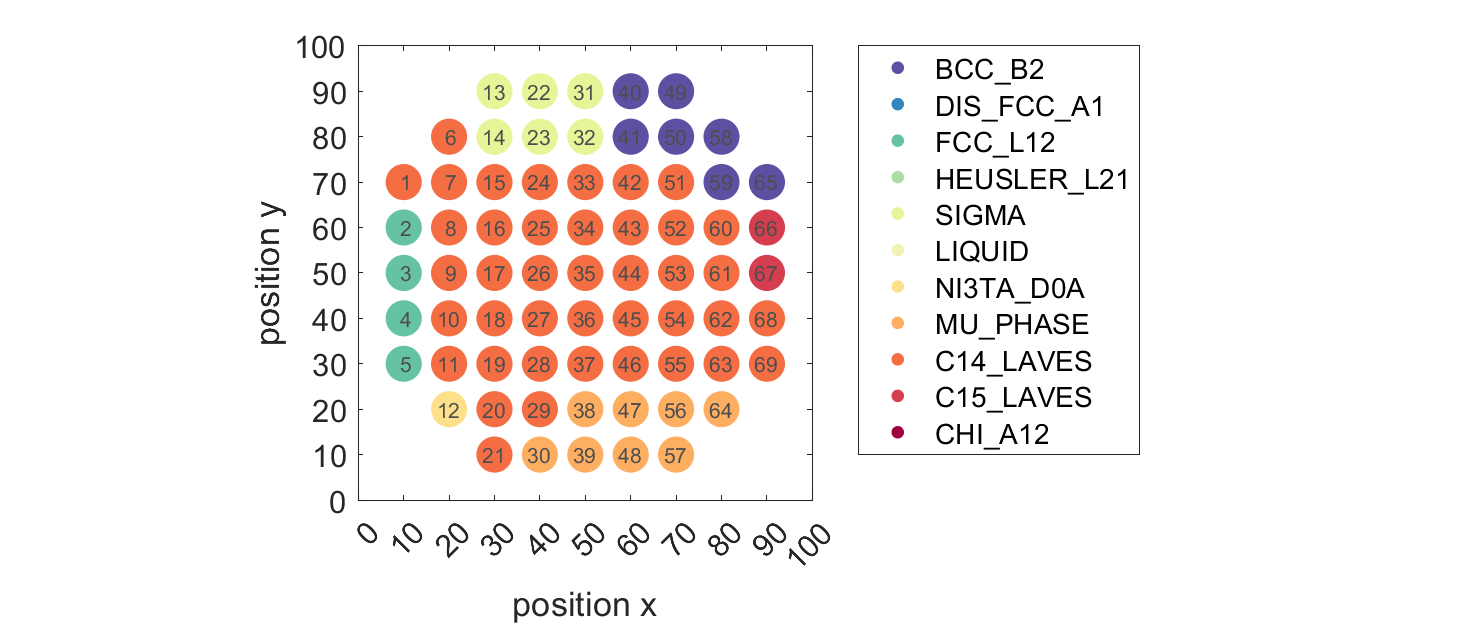 100
90
80
70
60
50
40
30
20
10
0
position y
13 22 31 40 49
6 14 23 32 41 50 58
1 7 15 24 33 42 51 59 65
2 8 16 25 34 43 52 60 66
3 9 17 26 35 44 53 61 67
4 10 18 27 36 45 54 62 68
5 11 19 28 37 46 55 63 69
12 20 29 38 47 56 64
21 30 39 48 57
0 10 20 30 40 50 60 70 80 90 100
position x
BCC_B2
DIS_FCC_A1
FCC_L12
HEUSLER_L21
SIGMA
LIQUID
NI3TA_D0A
MU_PHASE
C14_LAVES
C15_LAVES
CHI_A12